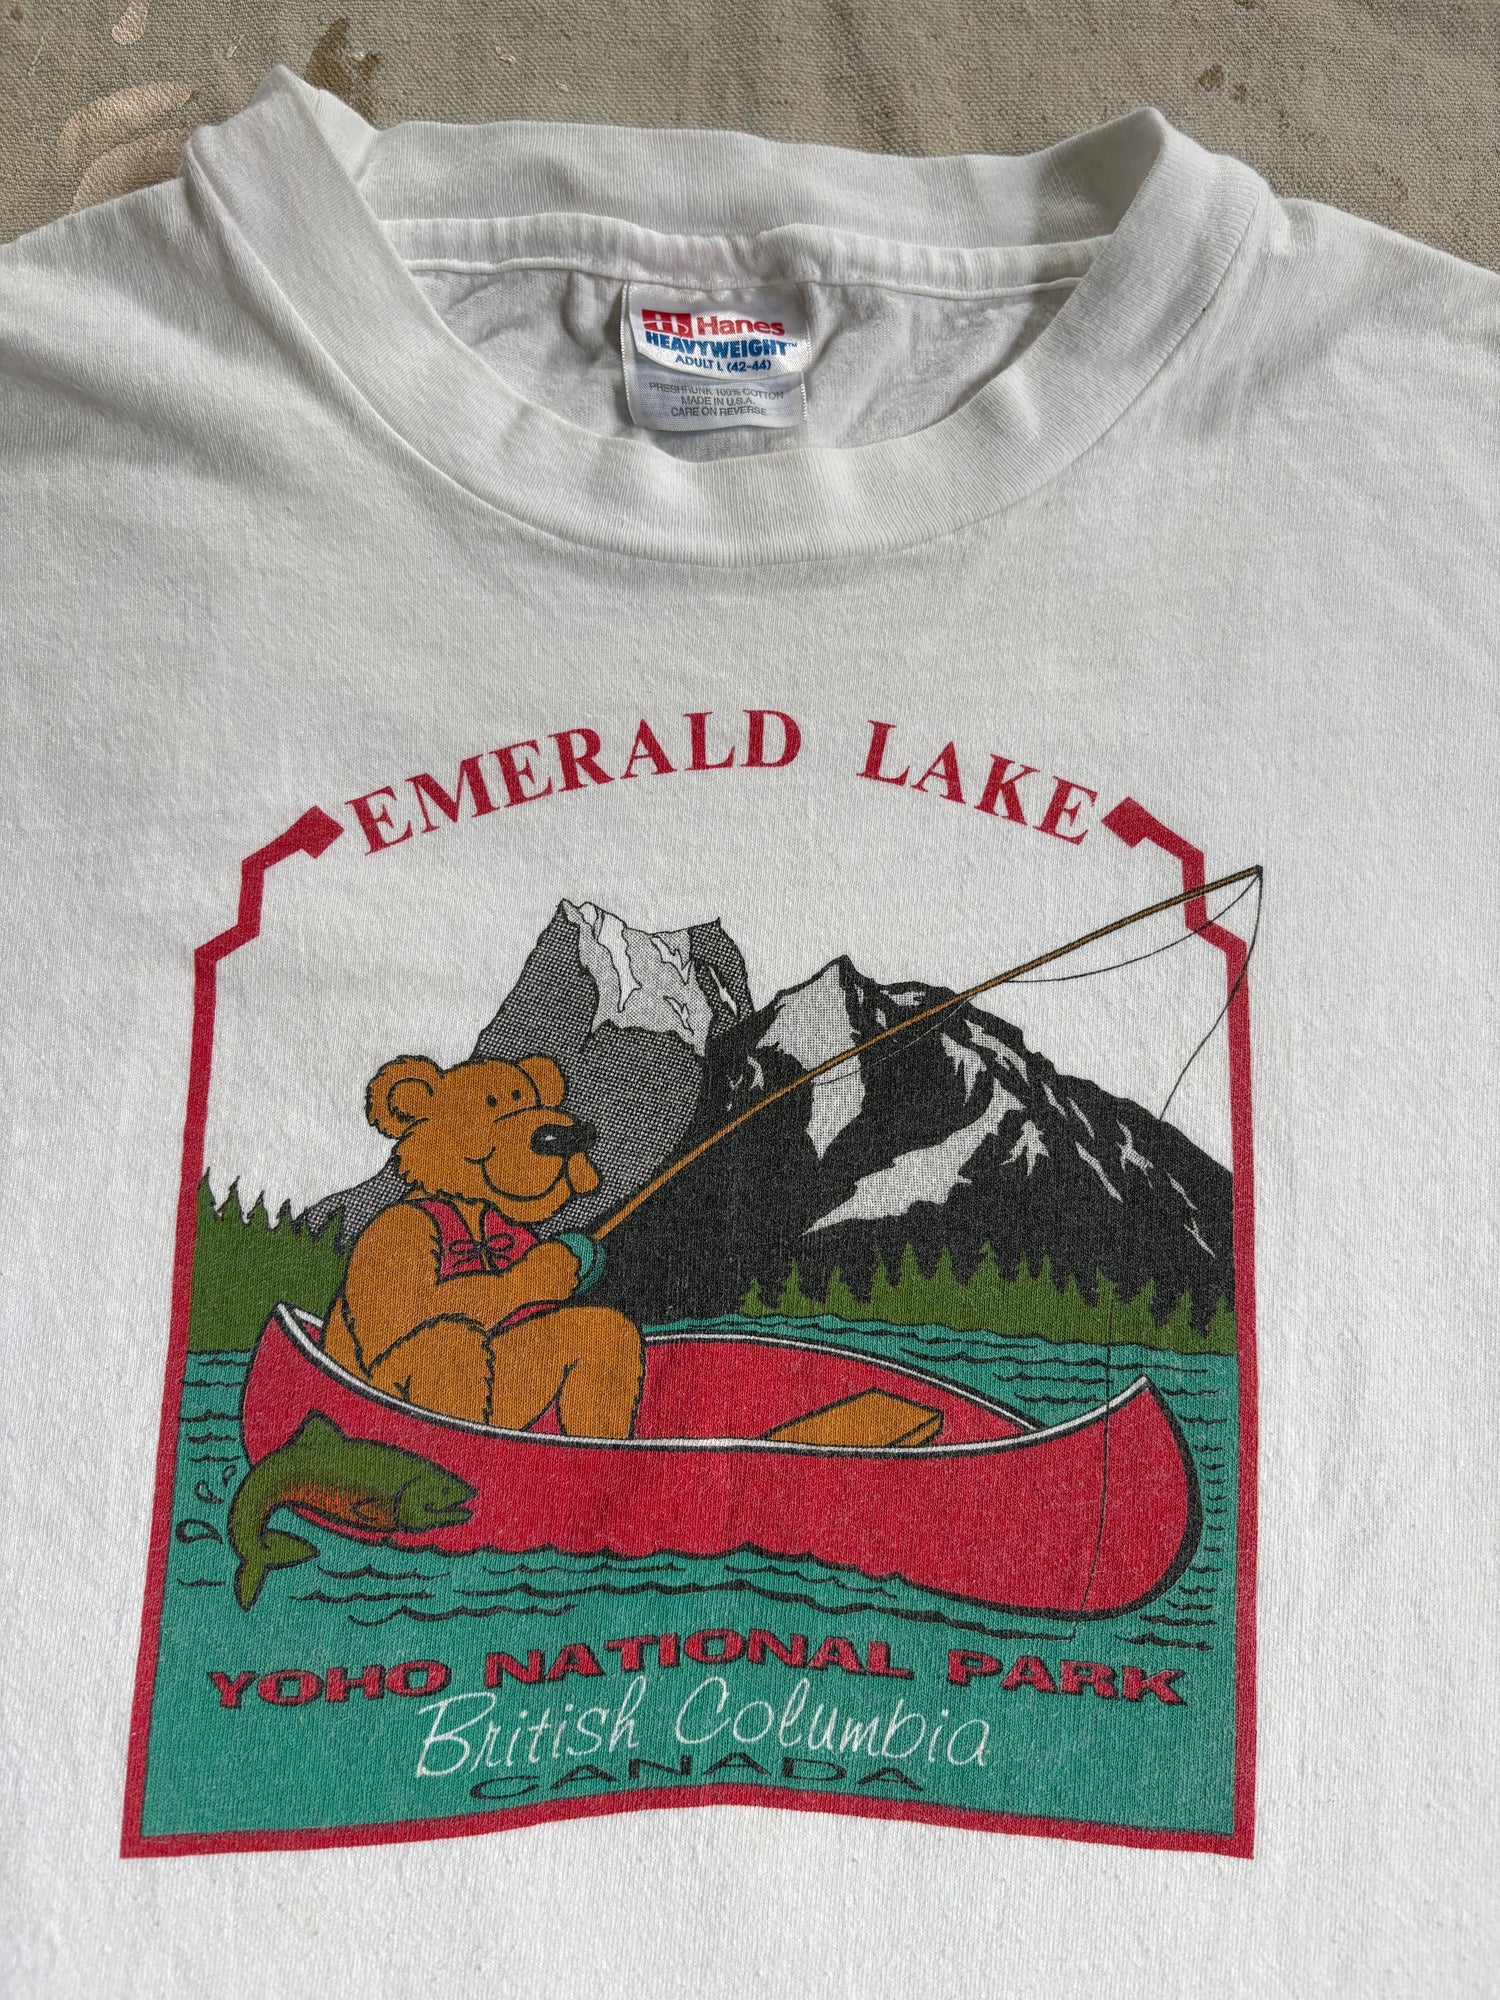 Hanes
HEAVYWEIGHT™
ADULT L (42-44)
PRESHRUNK 100% COTTON
MADE IN U.S.A.
CARE ON REVERSE
EMERALD LAKE
YOHO NATIONAL PARK
British Columbia
CANADA